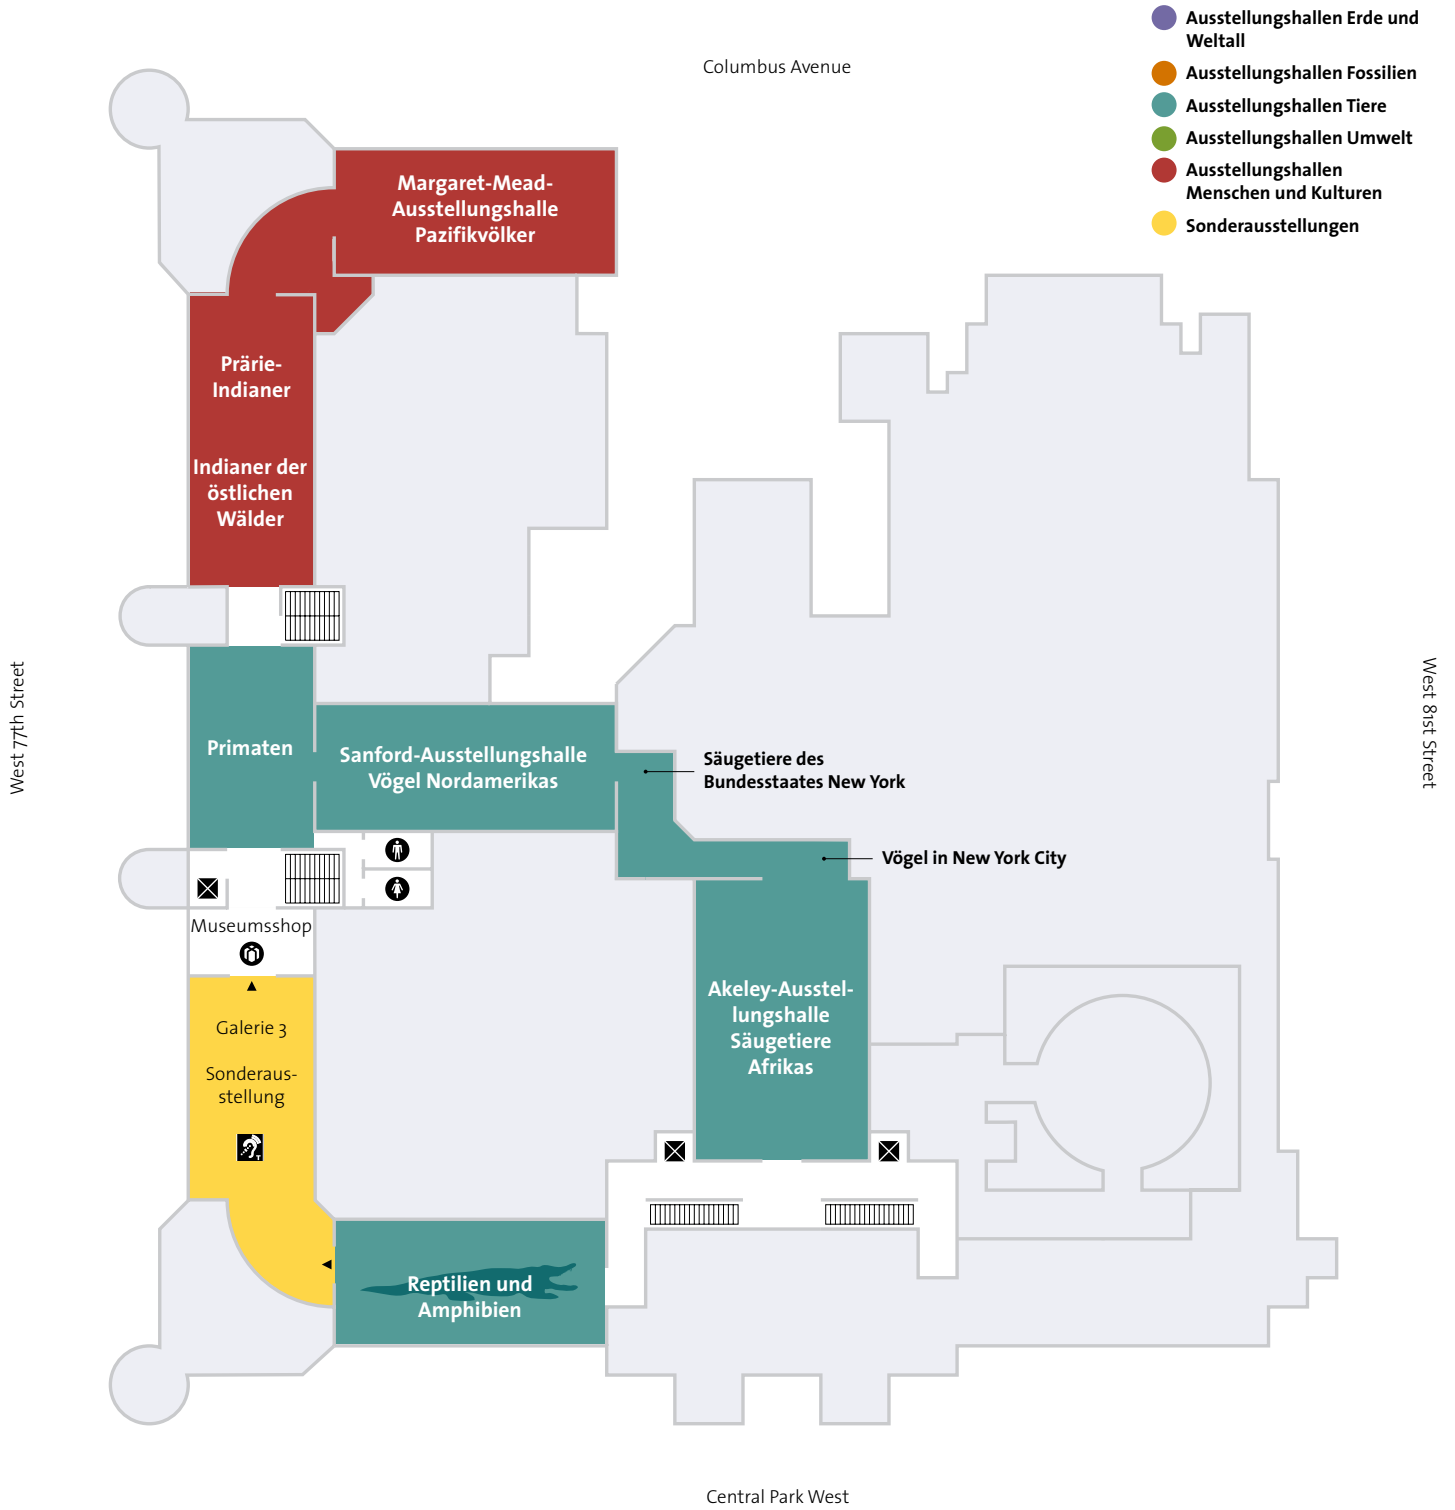 Ausstellungshallen Erde und
Weltall
Ausstellungshallen Fossilien
Ausstellungshallen Tiere
Ausstellungshallen Umwelt
Ausstellungshallen
Menschen und Kulturen
Sonderausstellungen
Columbus Avenue
Margaret-Mead-
Ausstellungshalle
Pazifikvölker
Prärie-
Indianer
Indianer der
östlichen
Wälder
West 77th Street
West 81st Street
Primaten
Sanford-Ausstellungshalle
Vögel Nordamerikas
Säugetiere des
Bundesstaates New York
Vögel in New York City
Museumsshop
Akeley-Ausstel-
lungshalle
Säugetiere
Afrikas
Galerie 3
Sonderaus-
stellung
T
Reptilien und
Amphibien
Central Park West